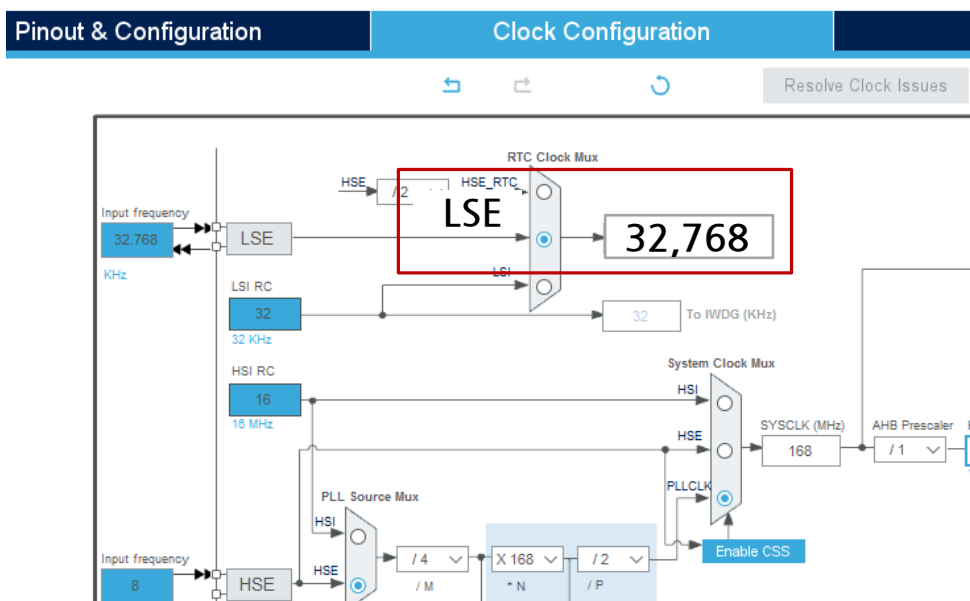 Pinout & Configuration
Clock Configuration
Resolve Clock Issues
RTC Clock Mux
HSE
/2
HSE_RTC
Input frequency
LSE
32.768
LSE
32,768
KHz
LSI
LSI RC
32
32
To IWDG (KHz)
32 KHz
System Clock Mux
HSI RC
HSI
16
16 MHz
SYSCLK (MHz)
AHB Prescaler
HSE
168
/ 1
PLLCLK
PLL Source Mux
HSI
Enable CSS
Input frequency
/ 4
X 168
/ 2
8
HSE
HSE
/ M
* N
/ P